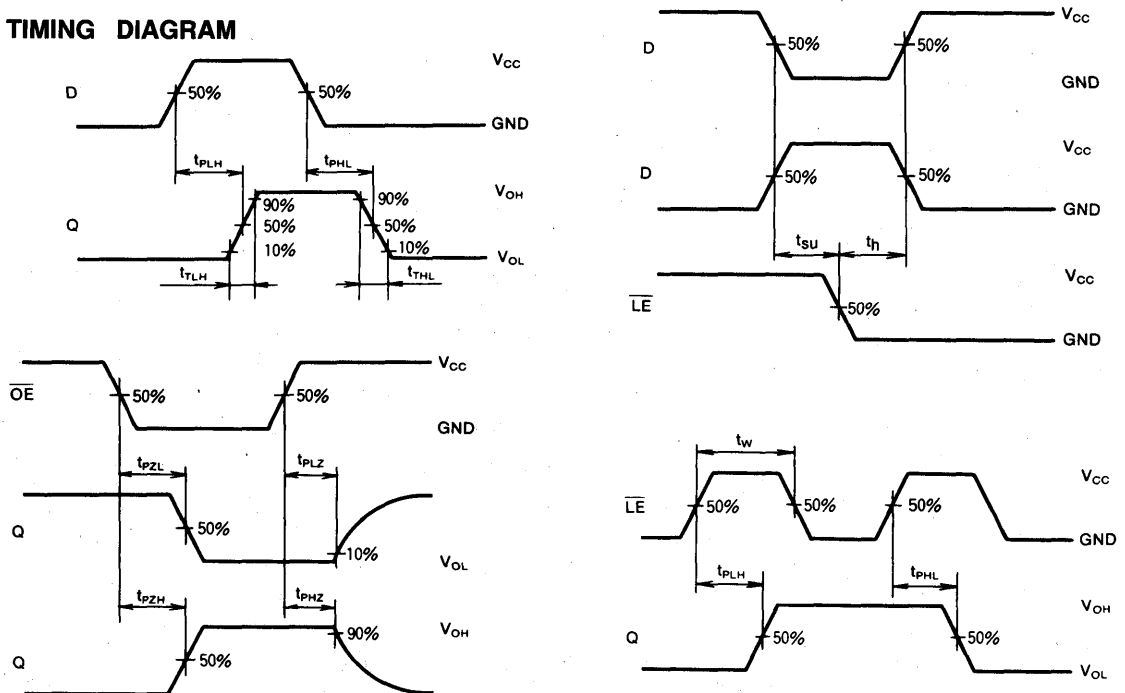 TIMING DIAGRAM
D
50%
50%
VCC
GND
tPLH
tPHL
Q
90%
50%
10%
90%
50%
10%
VOH
VOL
tTLH
tTHL
OE
50%
50%
VCC
GND
tPZL
tPLZ
Q
50%
10%
VOL
tPZH
tPHZ
Q
50%
90%
VOH
D
50%
50%
VCC
GND
D
50%
50%
VCC
GND
tsu
th
LE
50%
VCC
GND
tw
LE
50%
50%
50%
VCC
GND
tPLH
tPHL
Q
50%
50%
VOH
VOL